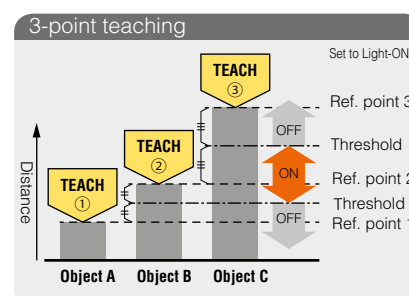 3-point teaching
Set to Light-ON
TEACH
③
Ref. point 3
OFF
TEACH
②
Threshold
ON
Ref. point 2
TEACH
①
Threshold
OFF
Ref. point 1
Distance
Object A
Object B
Object C